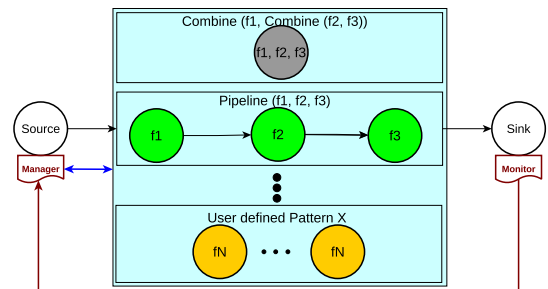 Combine (f1, Combine (f2, f3))
f1, f2, f3
Pipeline (f1, f2, f3)
Source
f1
f2
f3
Sink
Manager
Monitor
User defined Pattern X
fN
fN